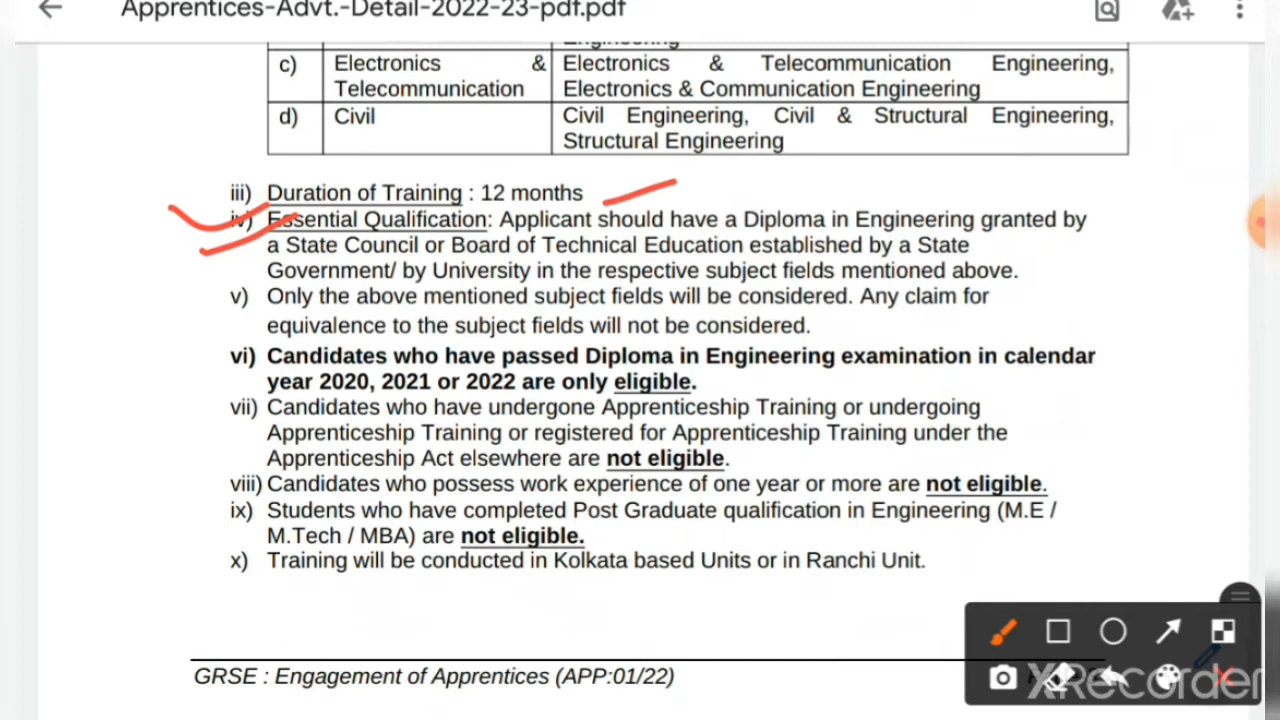 Apprentices-Advt.-Detail-2022-23-pdf.pdf
Engineering
c) Electronics & Telecommunication Engineering,
Telecommunication Electronics & Communication Engineering
Electronics &
d) Civil Civil Engineering, Civil & Structural Engineering,
Structural Engineering
iii) Duration of Training : 12 months
iv) Essential Qualification: Applicant should have a Diploma in Engineering granted by
a State Council or Board of Technical Education established by a State
Government/ by University in the respective subject fields mentioned above.
v) Only the above mentioned subject fields will be considered. Any claim for
equivalence to the subject fields will not be considered.
vi) Candidates who have passed Diploma in Engineering examination in calendar
year 2020, 2021 or 2022 are only eligible.
vii) Candidates who have undergone Apprenticeship Training or undergoing
Apprenticeship Training or registered for Apprenticeship Training under the
Apprenticeship Act elsewhere are not eligible.
viii) Candidates who possess work experience of one year or more are not eligible.
ix) Students who have completed Post Graduate qualification in Engineering (M.E /
M.Tech / MBA) are not eligible.
x) Training will be conducted in Kolkata based Units or in Ranchi Unit.
GRSE : Engagement of Apprentices (APP:01/22)
XRecorder